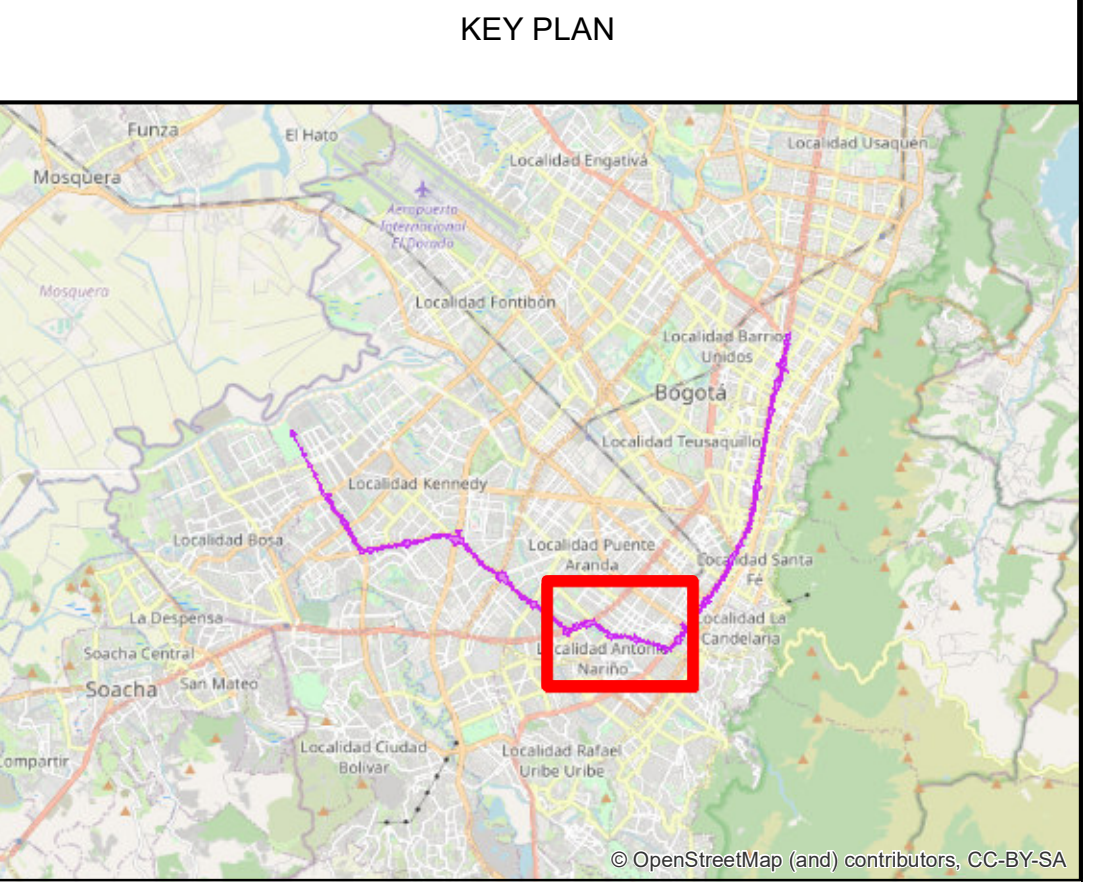 KEY PLAN
Funza
El Hato
Localidad Usaquén
Localidad Engativá
Mosquera
Aeropuerto
Internacional
El Dorado
Mosquera
Localidad Fontibón
Localidad Barrios
Unidos
Bogotá
Localidad Teusaquillo
Localidad Kennedy
Localidad Bosa
Localidad Puente
Aranda
Localidad Santa
Fé
La Despensa
Localidad La
Candelaria
Soacha Central
Localidad Antonio
Nariño
Soacha
San Mateo
Localidad Ciudad
Bolívar
Localidad Rafael
Uribe Uribe
Compartir
© OpenStreetMap (and) contributors, CC-BY-SA